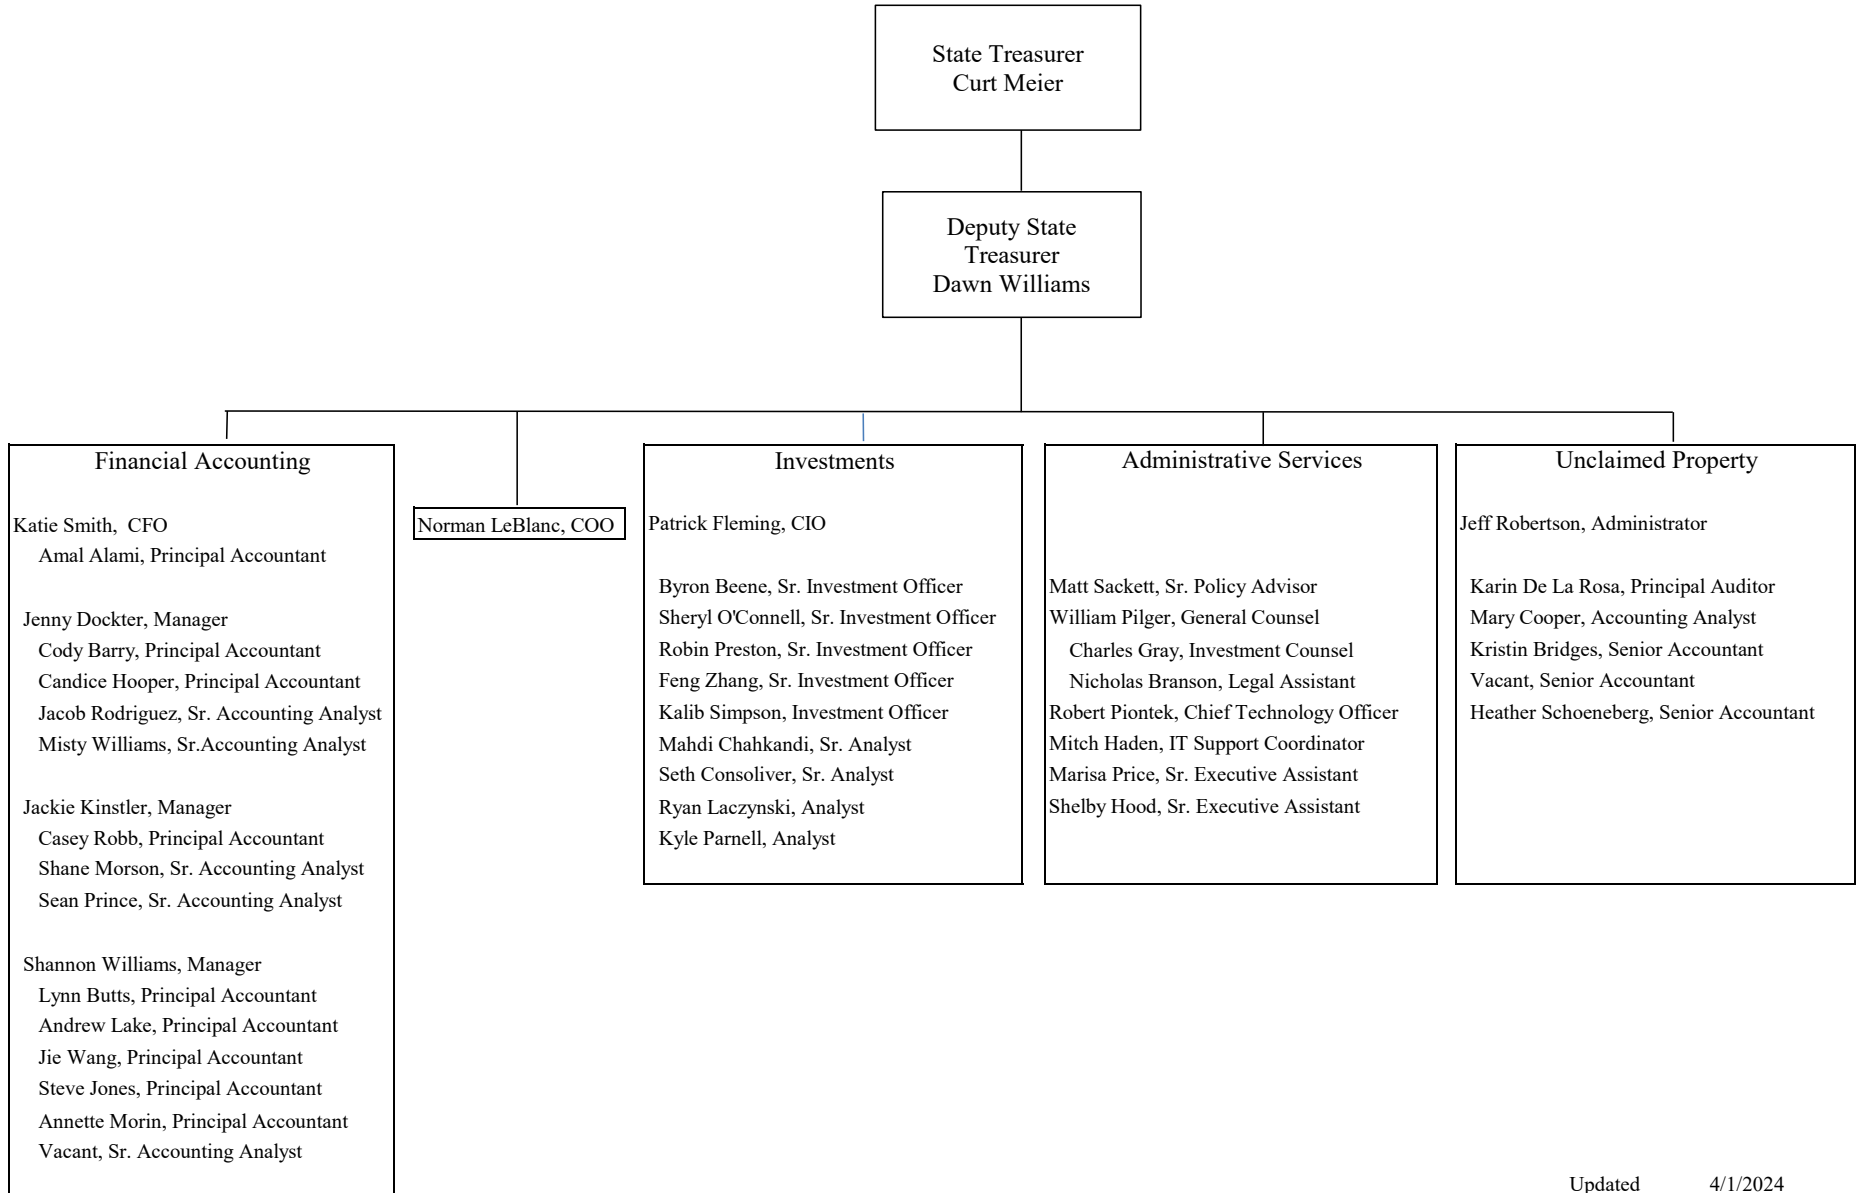 State Treasurer
Curt Meier
Deputy State
Treasurer
Dawn Williams
Financial Accounting
Katie Smith,  CFO
Amal Alami, Principal Accountant
Jenny Dockter, Manager
Cody Barry, Principal Accountant
Candice Hooper, Principal Accountant
Jacob Rodriguez, Sr. Accounting Analyst
Misty Williams, Sr.Accounting Analyst
Jackie Kinstler, Manager
Casey Robb, Principal Accountant
Shane Morson, Sr. Accounting Analyst
Sean Prince, Sr. Accounting Analyst
Shannon Williams, Manager
Lynn Butts, Principal Accountant
Andrew Lake, Principal Accountant
Jie Wang, Principal Accountant
Steve Jones, Principal Accountant
Annette Morin, Principal Accountant
Vacant, Sr. Accounting Analyst
Norman LeBlanc, COO
Investments
Patrick Fleming, CIO
Byron Beene, Sr. Investment Officer
Sheryl O'Connell, Sr. Investment Officer
Robin Preston, Sr. Investment Officer
Feng Zhang, Sr. Investment Officer
Kalib Simpson, Investment Officer
Mahdi Chahkandi, Sr. Analyst
Seth Consoliver, Sr. Analyst
Ryan Laczynski, Analyst
Kyle Parnell, Analyst
Administrative Services
Matt Sackett, Sr. Policy Advisor
William Pilger, General Counsel
Charles Gray, Investment Counsel
Nicholas Branson, Legal Assistant
Robert Piontek, Chief Technology Officer
Mitch Haden, IT Support Coordinator
Marisa Price, Sr. Executive Assistant
Shelby Hood, Sr. Executive Assistant
Unclaimed Property
Jeff Robertson, Administrator
Karin De La Rosa, Principal Auditor
Mary Cooper, Accounting Analyst
Kristin Bridges, Senior Accountant
Vacant, Senior Accountant
Heather Schoeneberg, Senior Accountant
Updated 4/1/2024